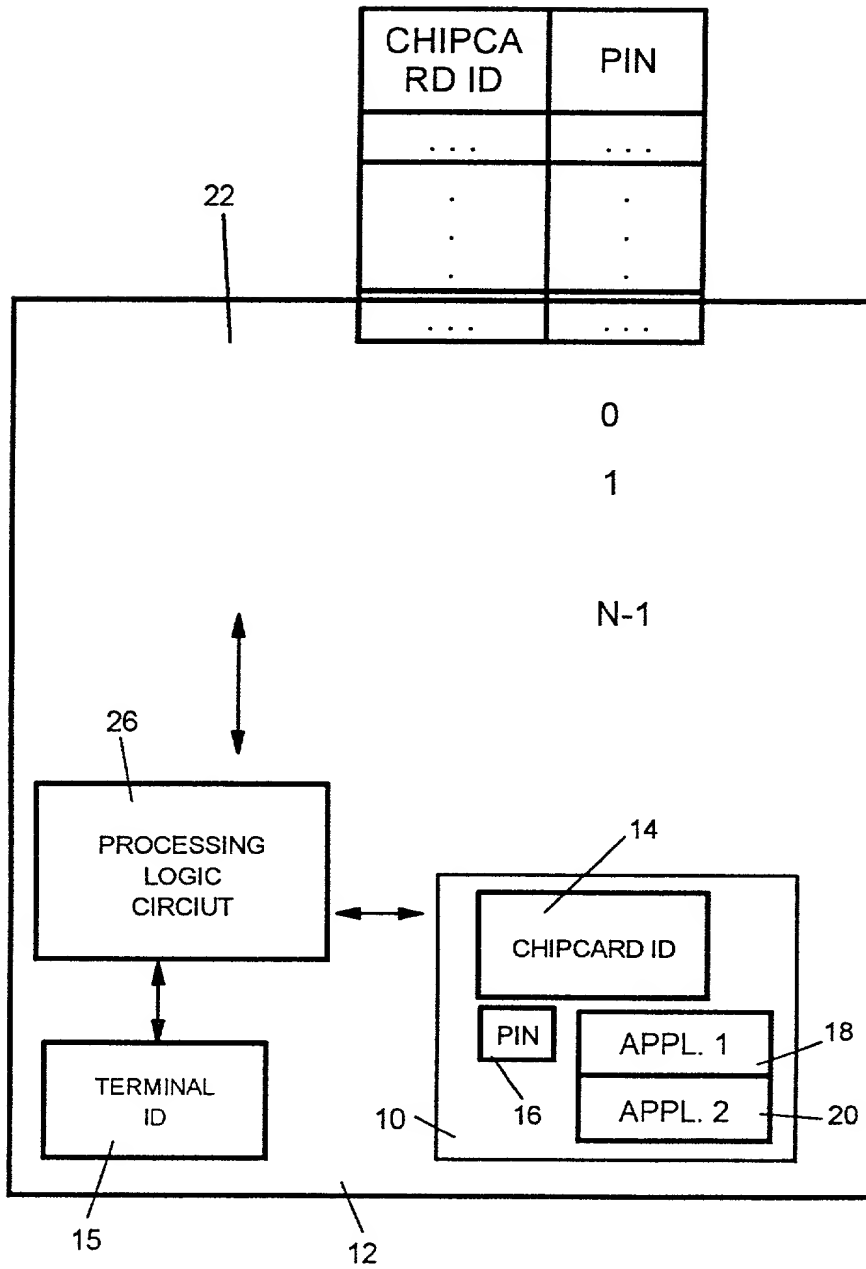 CHIPCA
RD ID
PIN
... ...
. .
. .
. .
22
... ...
0
1
N-1
26
PROCESSING
LOGIC
CIRCIUT
14
CHIPCARD ID
PIN
APPL. 1
18
TERMINAL
ID
16
10
APPL. 2
20
15
12